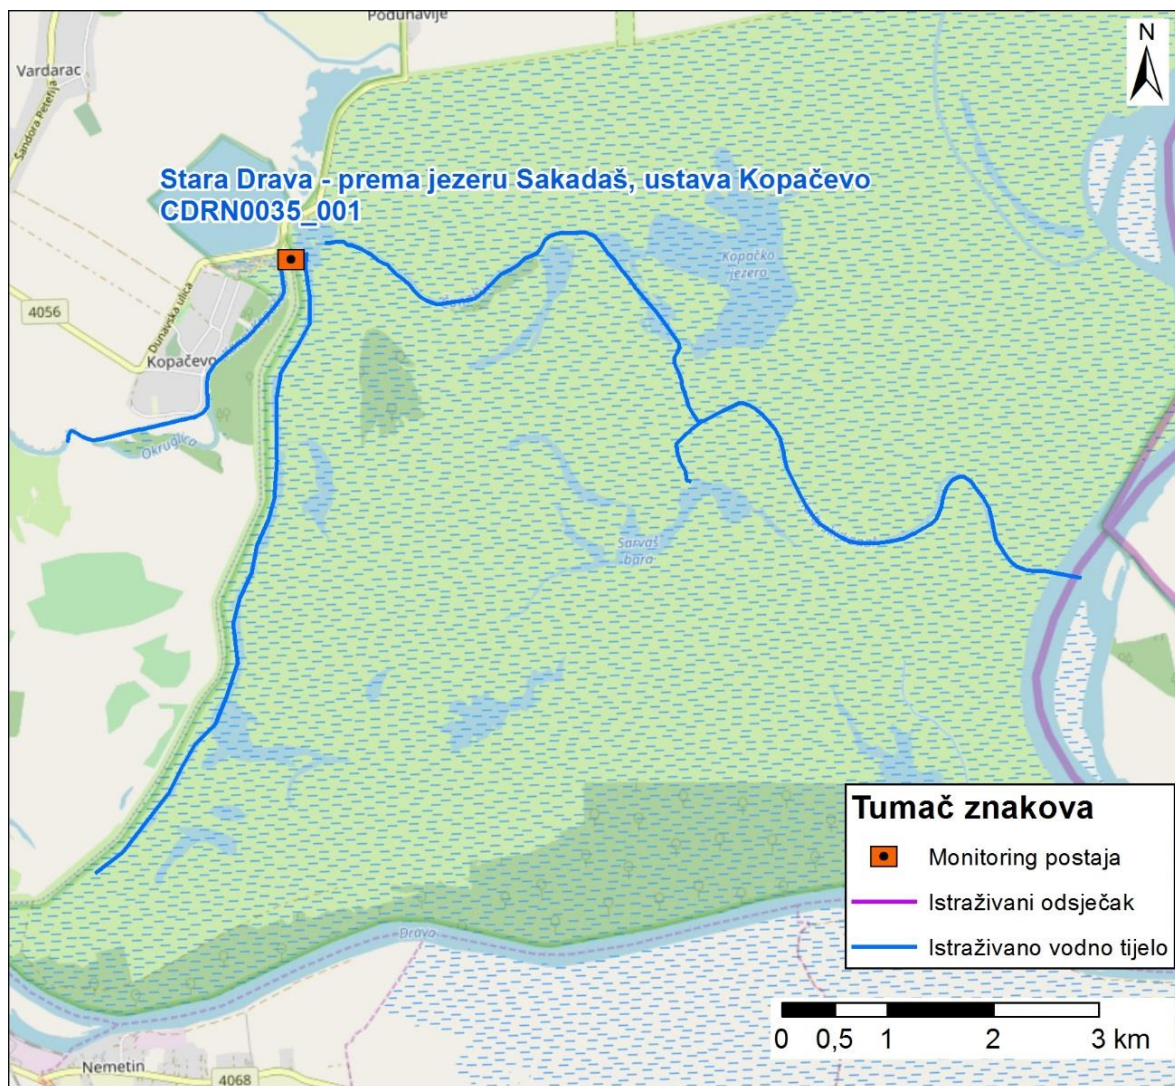 Podunavlje
N
Vardarac
Šandora Petefija
Stara Drava - prema jezeru Sakadaš, ustava Kopačevo
CDRN0035_001
Kopačko
jezero
4056
Dunavska ulica
Kopačevo
Okruglica
Sarvaš
bara
Tumač znakova
Monitoring postaja
Istraživani odsječak
Istraživano vodno tijelo
Drava
0 0,5 1 2 3 km
Nemetin
4068